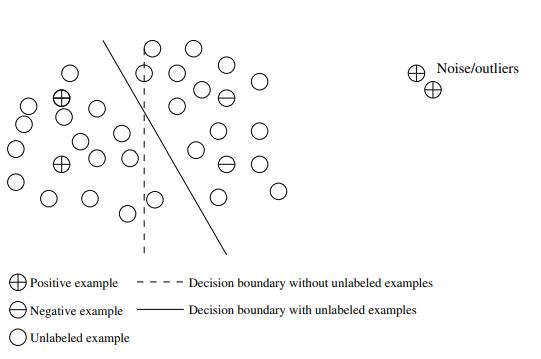 Noise/outliers
Positive example
Decision boundary without unlabeled examples
Negative example
Decision boundary with unlabeled examples
Unlabeled example